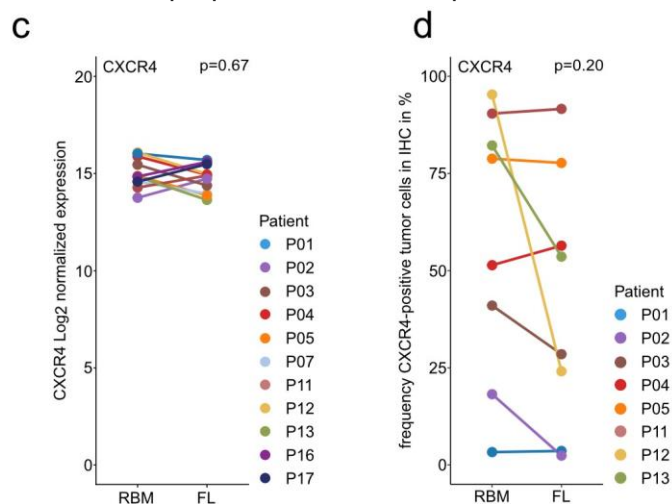 c
CXCR4 p=0.67
20
15
10
5
0
CXCR4 Log2 normalized expression
RBM FL
Patient
P01
P02
P03
P04
P05
P07
P11
P12
P13
P16
P17
d
CXCR4 p=0.20
100
75
50
25
0
frequency CXCR4-positive tumor cells in IHC in %
RBM FL
Patient
P01
P02
P03
P04
P05
P11
P12
P13